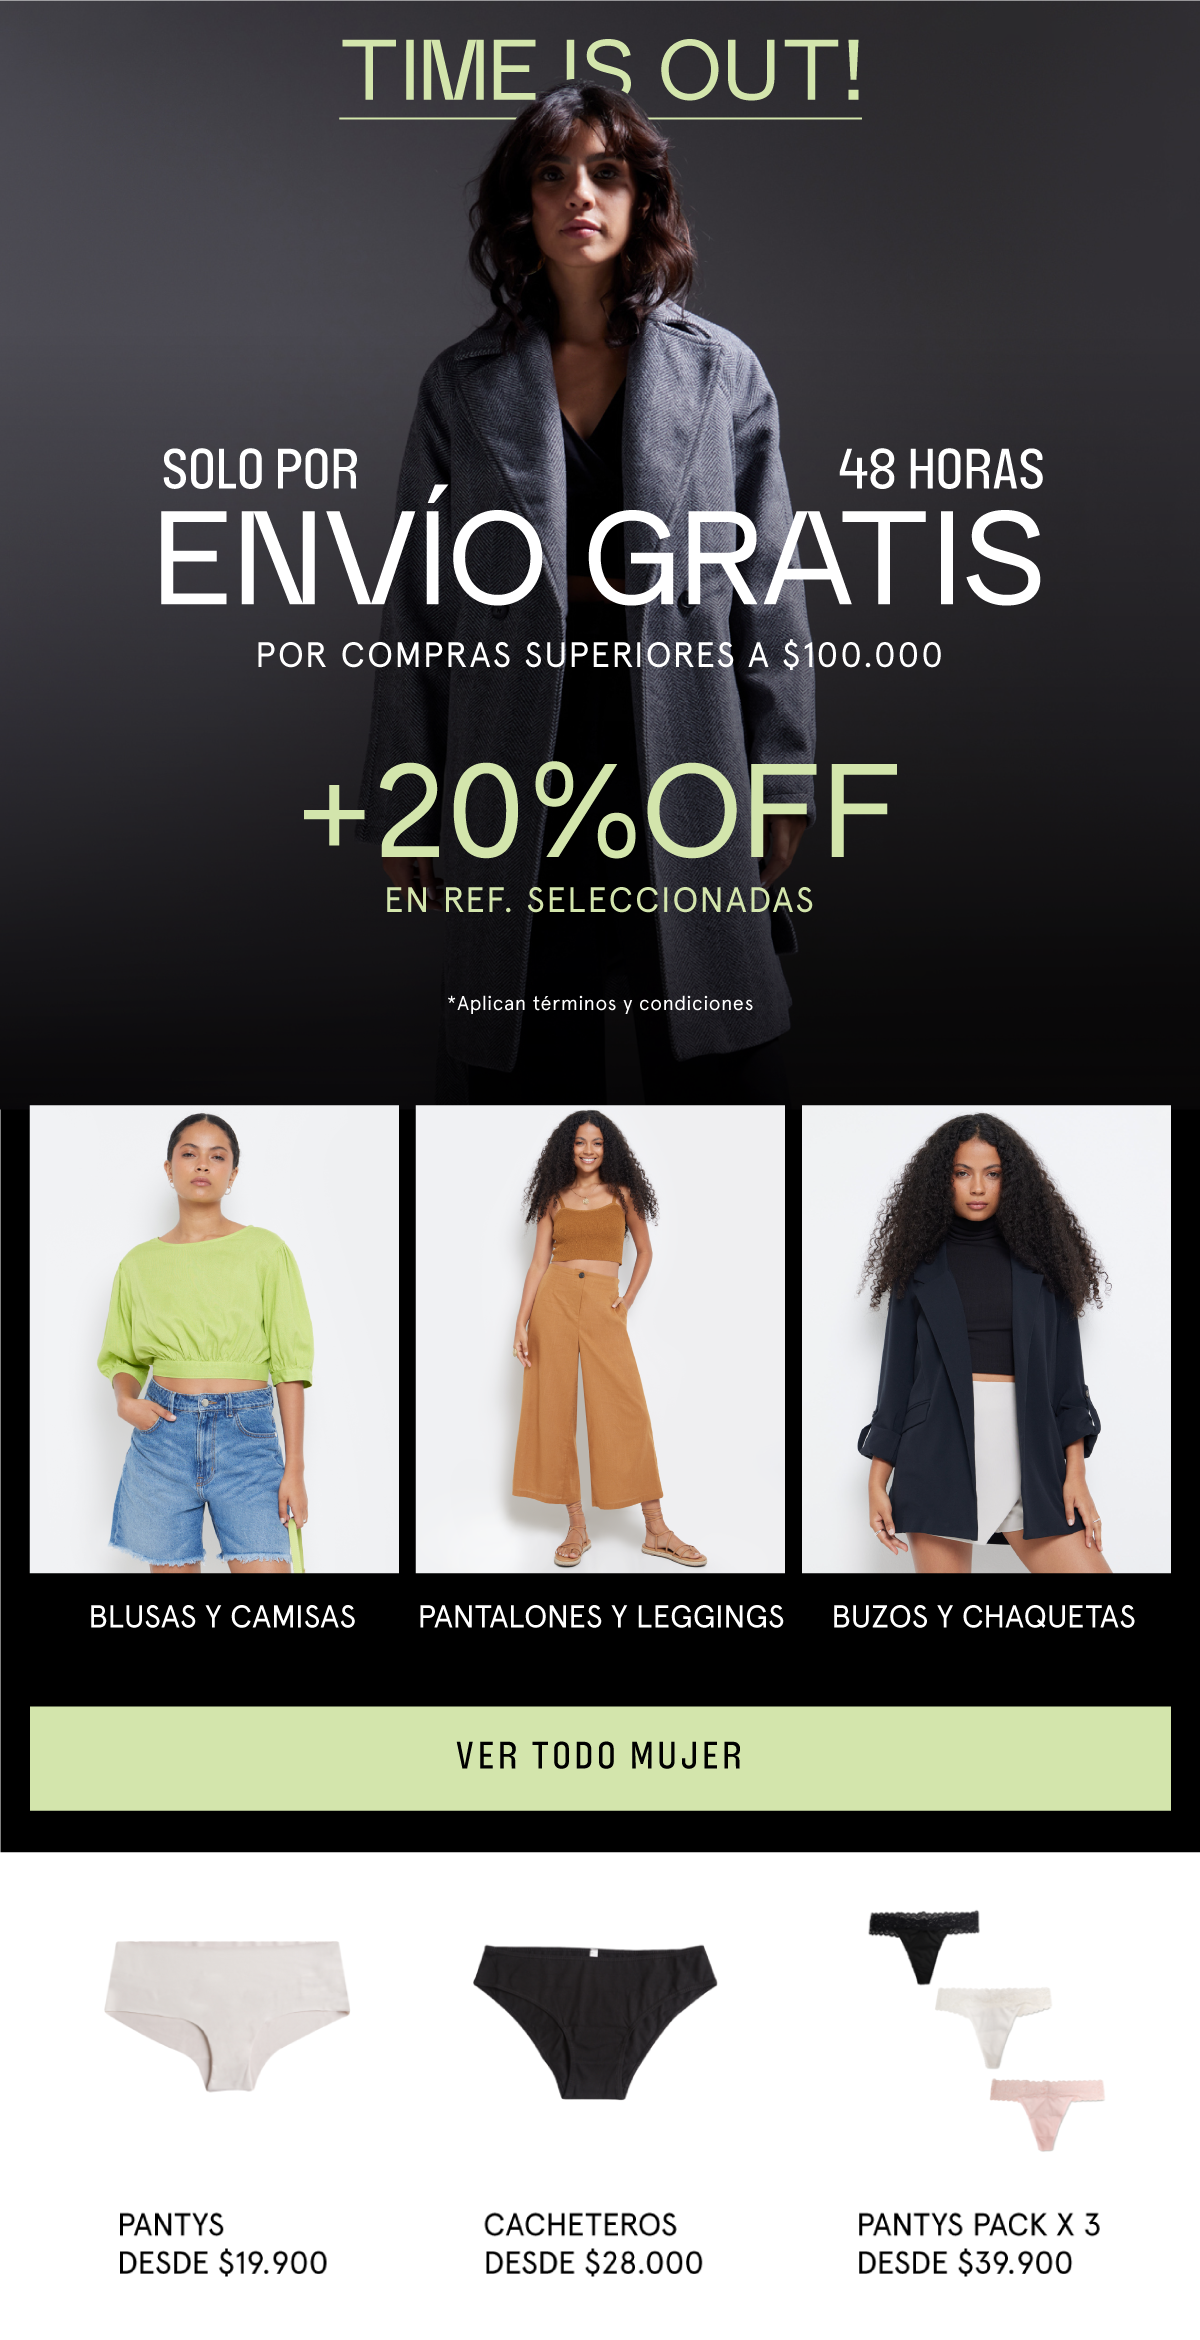 TIME IS OUT!
SOLO POR 48 HORAS
ENVÍO GRATIS
POR COMPRAS SUPERIORES A $100.000
+20%OFF
EN REF. SELECCIONADAS
*Aplican términos y condiciones
BLUSAS Y CAMISAS
PANTALONES Y LEGGINGS
BUZOS Y CHAQUETAS
VER TODO MUJER
PANTYS
DESDE $19.900
CACHETEROS
DESDE $28.000
PANTYS PACK X 3
DESDE $39.900